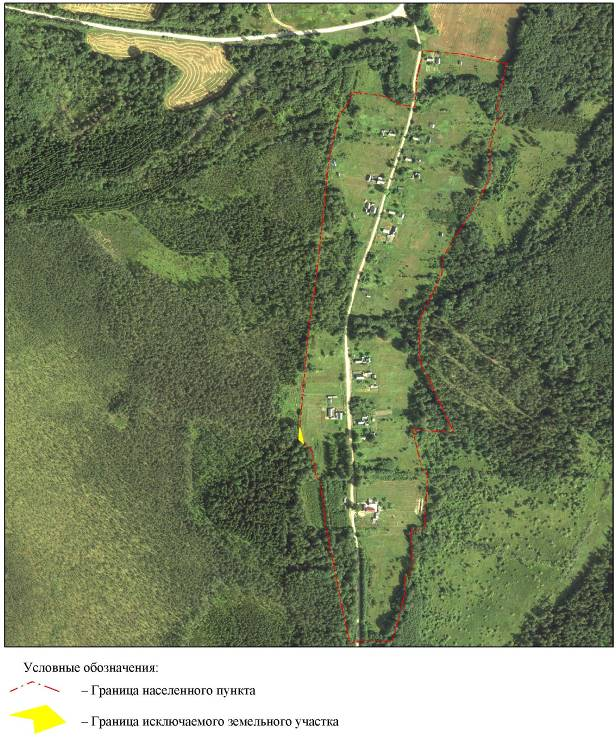 Условные обозначения:
– Граница населенного пункта
– Граница исключаемого земельного участка